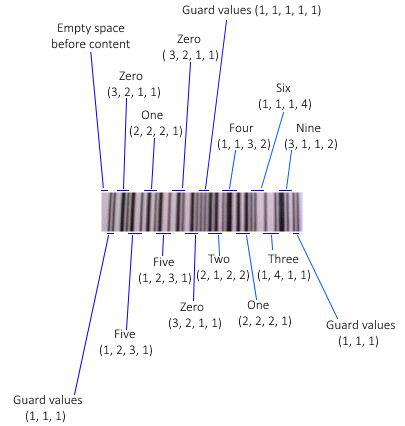 Guard values (1, 1, 1, 1, 1)
Empty space
before content
Zero
( 3, 2, 1, 1)
Zero
(3, 2, 1, 1)
Six
(1, 1, 1, 4)
One
(2, 2, 2, 1)
Four
(1, 1, 3, 2)
Nine
(3, 1, 1, 2)
Five
(1, 2, 3, 1)
Two
(2, 1, 2, 2)
Three
(1, 4, 1, 1)
Zero
(3, 2, 1, 1)
One
(2, 2, 2, 1)
Five
(1, 2, 3, 1)
Guard values
(1, 1, 1)
Guard values
(1, 1, 1)